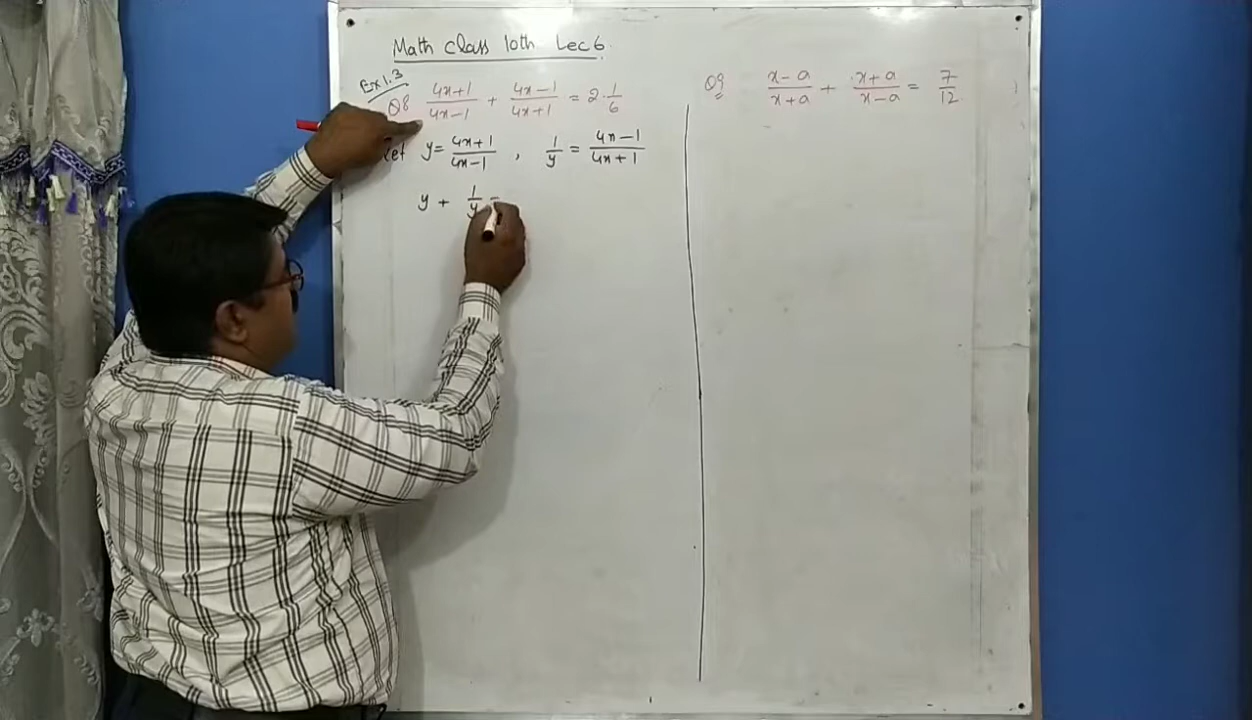 Math class 10th Lec 6
Ex 1.3
Q8 (4x+1)/(4x-1) + (4x-1)/(4x+1) = 2·1/6
Let y = (4x+1)/(4x-1) , 1/y = (4x-1)/(4x+1)
y + 1/y =
Q9 (x-a)/(x+a) + (x+a)/(x-a) = 7/12